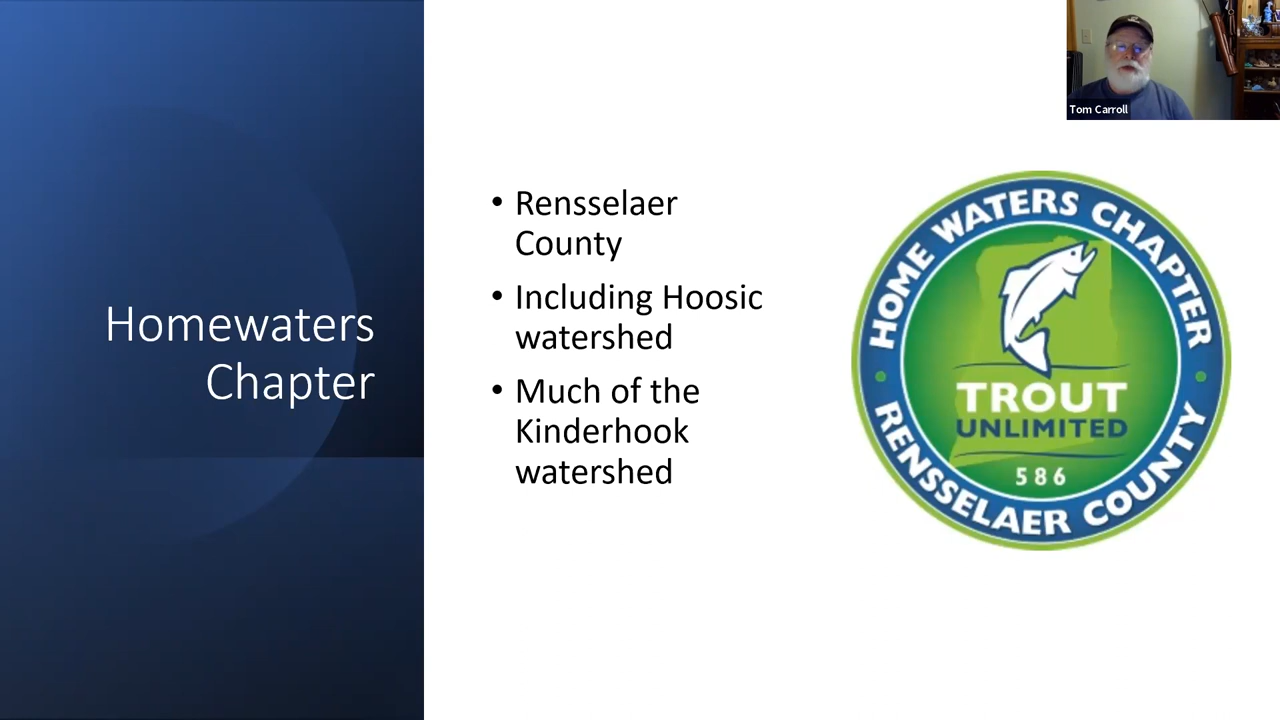 Tom Carroll
Homewaters
Chapter
• Rensselaer
County
• Including Hoosic
watershed
• Much of the
Kinderhook
watershed
HOME WATERS CHAPTER
TROUT
UNLIMITED
586
RENSSELAER COUNTY